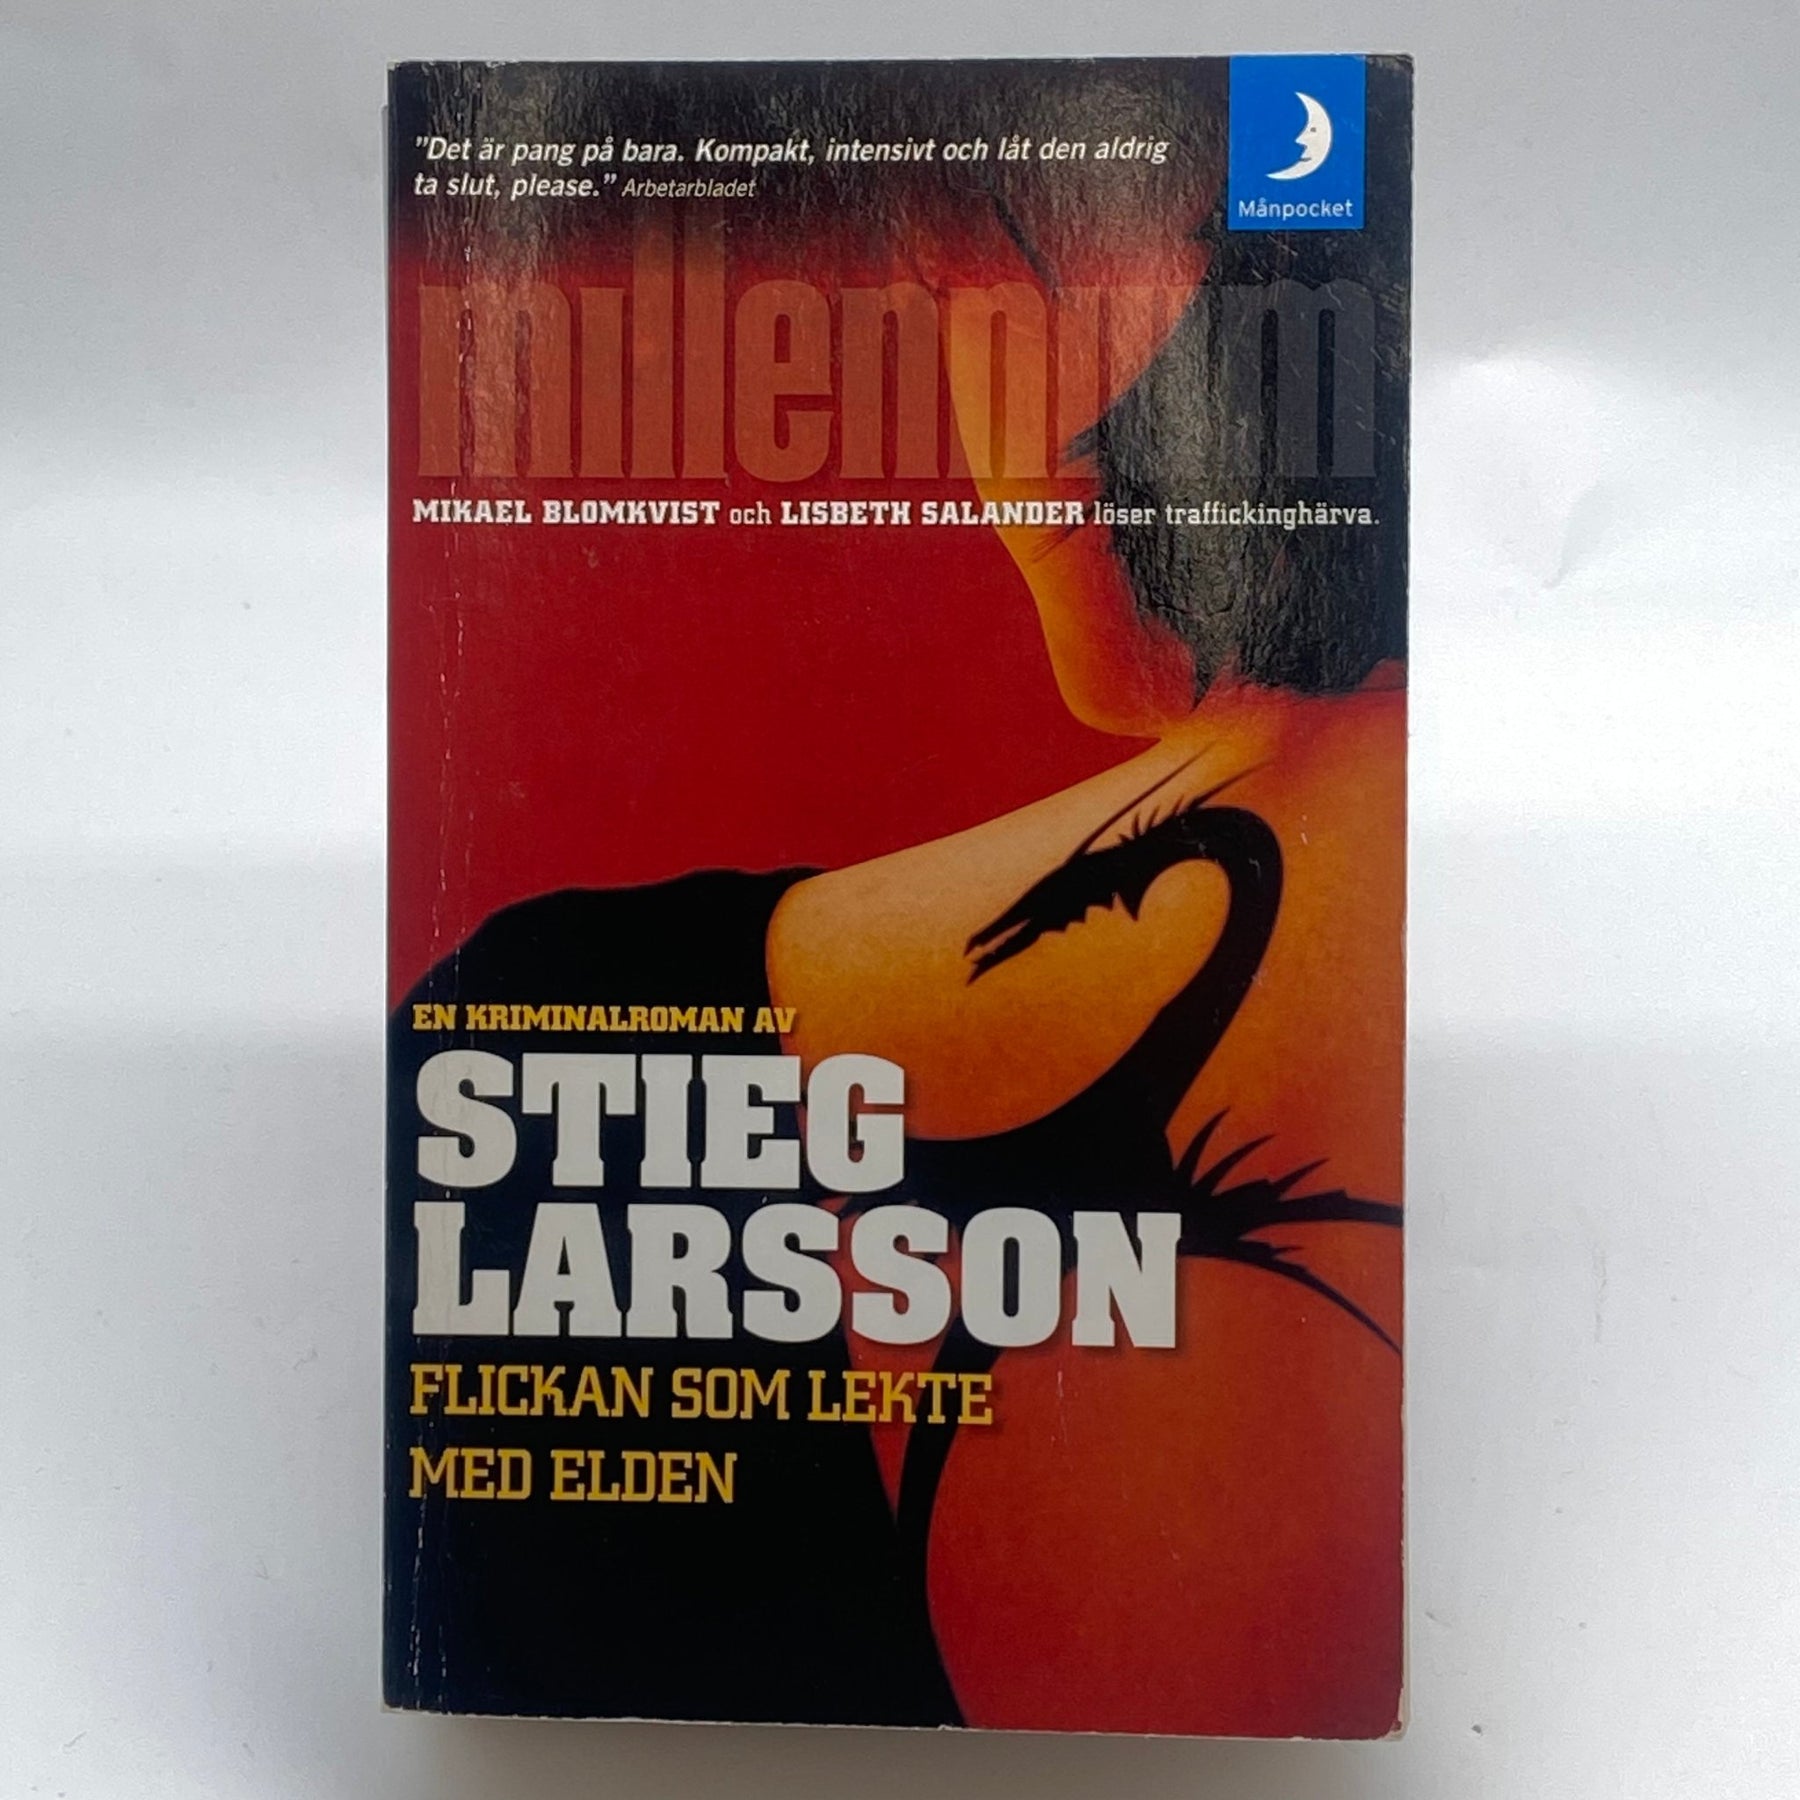 "Det är pang på bara. Kompakt, intensivt och låt den aldrig
ta slut, please." Arbetarbladet
Månpocket
millennium
MIKAEL BLOMKVIST och LISBETH SALANDER löser traffickinghärva.
EN KRIMINALROMAN AV
STIEG
LARSSON
FLICKAN SOM LEKTE
MED ELDEN